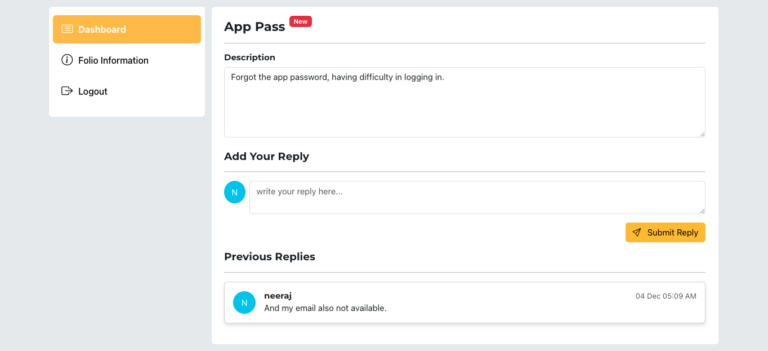 Dashboard
Folio Information
Logout
App Pass New
Description
Forgot the app password, having difficulty in logging in.
Add Your Reply
N
write your reply here...
Submit Reply
Previous Replies
N
neeraj
04 Dec 05:09 AM
And my email also not available.